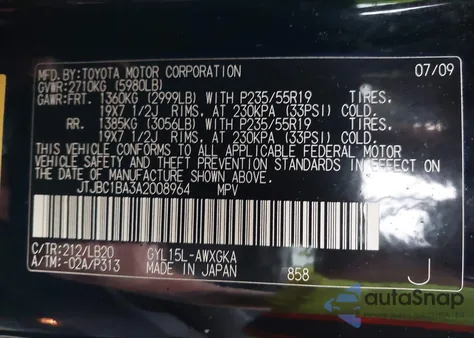 MFD.BY:TOYOTA MOTOR CORPORATION 07/09
GVWR:2710KG (5980LB)
GAWR:FRT. 1360KG (2999LB) WITH P235/55R19 TIRES.
19X7 1/2J RIMS, AT 230KPA (33PSI) COLD.
RR. 1385KG (3056LB) WITH P235/55R19 TIRES.
19X7 1/2J RIMS, AT 230KPA (33PSI) COLD.
THIS VEHICLE CONFORMS TO ALL APPLICABLE FEDERAL MOTOR
VEHICLE SAFETY AND THEFT PREVENTION STANDARDS IN EFFECT ON
THE DATE OF MANUFACTURE SHOWN ABOVE.
JTJBC1BA3A2008964 MPV
C/TR:212/LB20 GYL15L-AWXGKA
A/TM:-02A/P313 MADE IN JAPAN 858 J
autoSnap